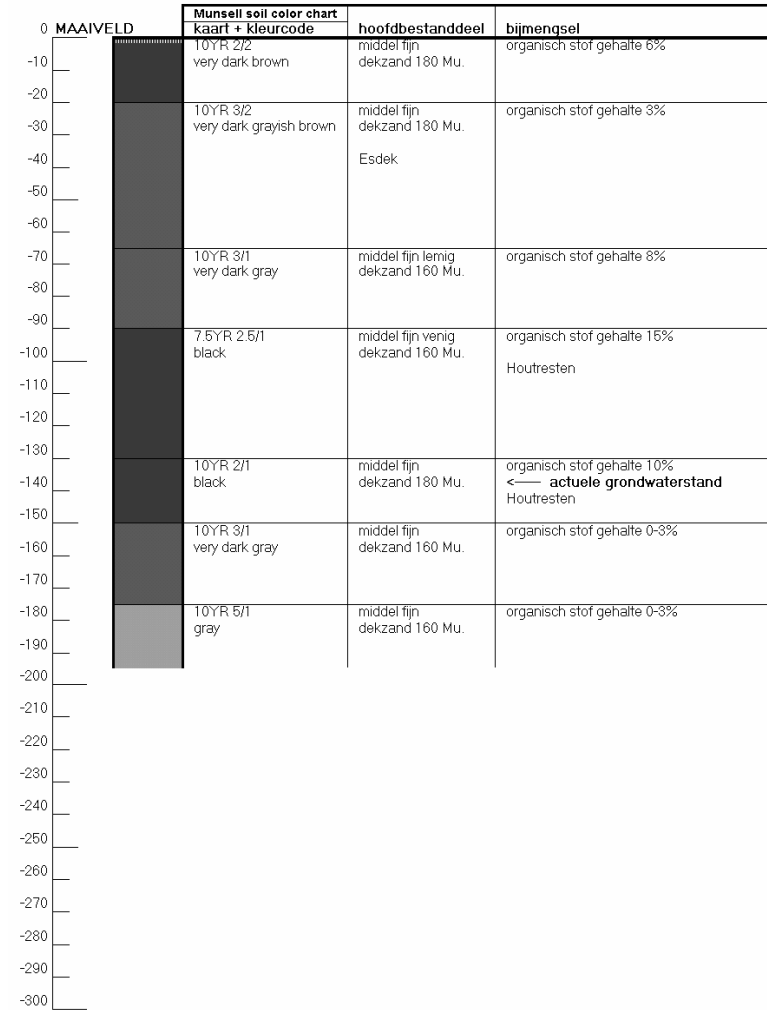 Munsell soil color chart
0 MAAIVELD kaart + kleurcode hoofdbestanddeel bijmengsel
10YR 2/2 middel fijn organisch stof gehalte 6%
-10 very dark brown dekzand 180 Mu.
-20
10YR 3/2 middel fijn organisch stof gehalte 3%
-30 very dark grayish brown dekzand 180 Mu.
-40 Esdek
-50
-60
-70 10YR 3/1 middel fijn lemig organisch stof gehalte 8%
very dark gray dekzand 160 Mu.
-80
-90
7.5YR 2.5/1 middel fijn venig organisch stof gehalte 15%
-100 black dekzand 160 Mu.
Houtresten
-110
-120
-130
10YR 2/1 middel fijn organisch stof gehalte 10%
-140 black dekzand 180 Mu. <—— actuele grondwaterstand
Houtresten
-150
10YR 3/1 middel fijn organisch stof gehalte 0-3%
-160 very dark gray dekzand 160 Mu.
-170
-180 10YR 5/1 middel fijn organisch stof gehalte 0-3%
gray dekzand 160 Mu.
-190
-200
-210
-220
-230
-240
-250
-260
-270
-280
-290
-300